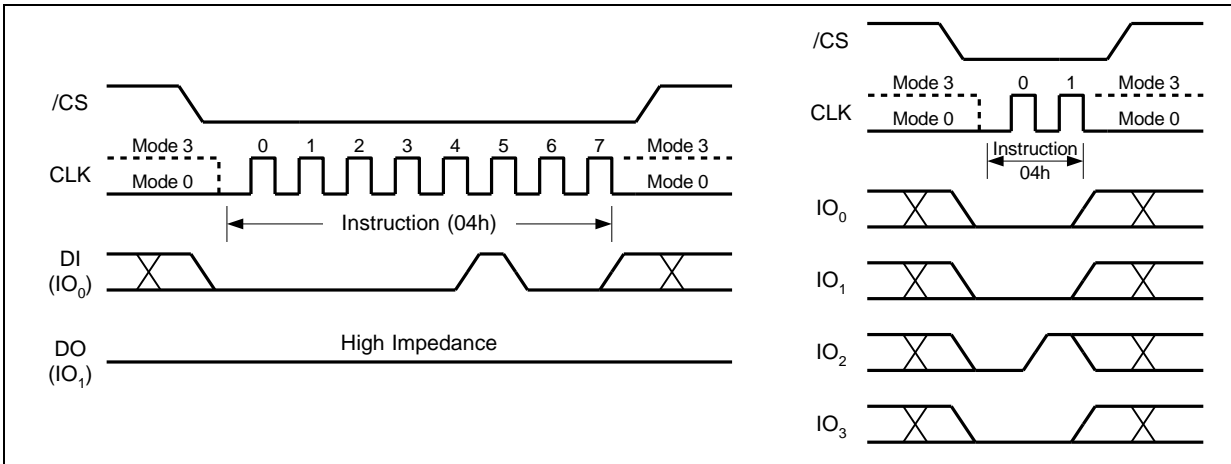 /CS
Mode 3 0 1 2 3 4 5 6 7 Mode 3
CLK Mode 0 Mode 0
Instruction (04h)
DI
(IO0)
DO High Impedance
(IO1)
/CS
Mode 3 0 1 Mode 3
CLK Mode 0 Mode 0
Instruction
04h
IO0
IO1
IO2
IO3